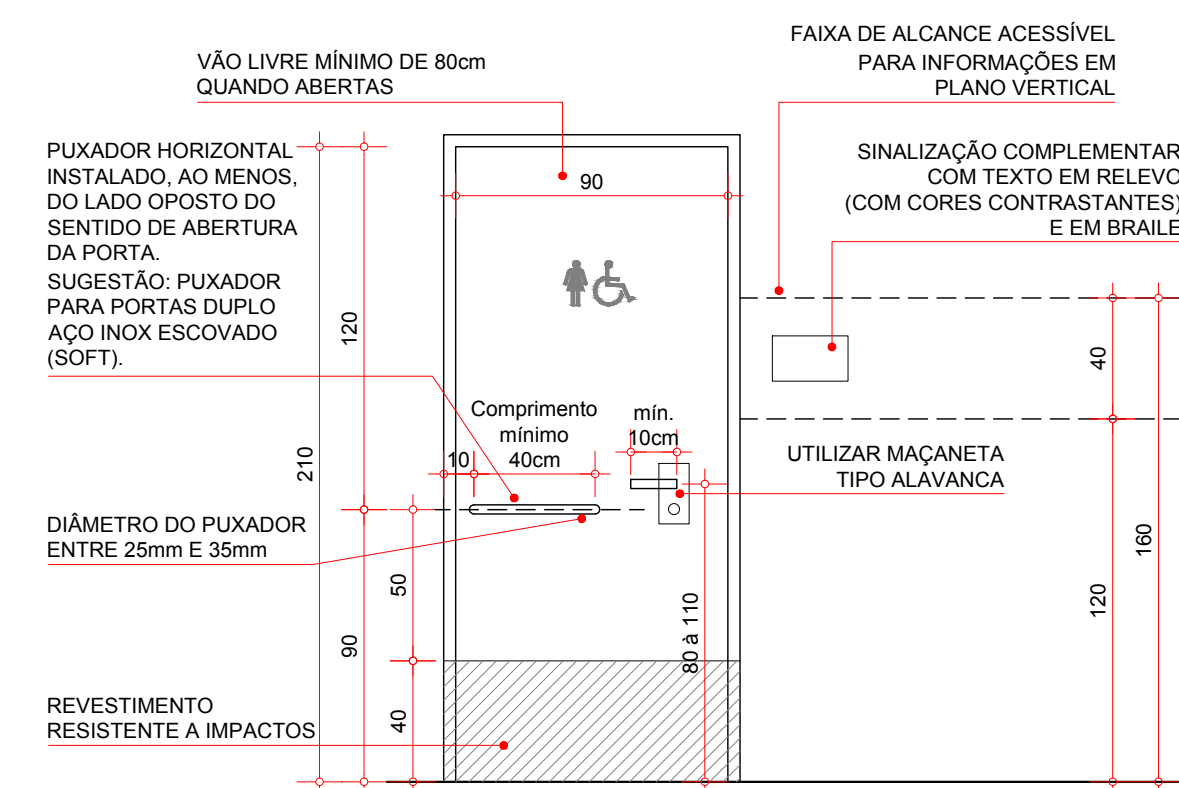 FAIXA DE ALCANCE ACESSÍVEL
PARA INFORMAÇÕES EM
PLANO VERTICAL
VÃO LIVRE MÍNIMO DE 80cm
QUANDO ABERTAS
PUXADOR HORIZONTAL
INSTALADO, AO MENOS,
DO LADO OPOSTO DO
SENTIDO DE ABERTURA
DA PORTA.
SUGESTÃO: PUXADOR
PARA PORTAS DUPLO
AÇO INOX ESCOVADO
(SOFT).
SINALIZAÇÃO COMPLEMENTAR
COM TEXTO EM RELEVO
(COM CORES CONTRASTANTES)
E EM BRAILE
90
120
40
210
Comprimento
mínimo
40cm
10
mín.
10cm
UTILIZAR MAÇANETA
TIPO ALAVANCA
DIÂMETRO DO PUXADOR
ENTRE 25mm E 35mm
50
90
80 à 110
160
120
REVESTIMENTO
RESISTENTE A IMPACTOS
40